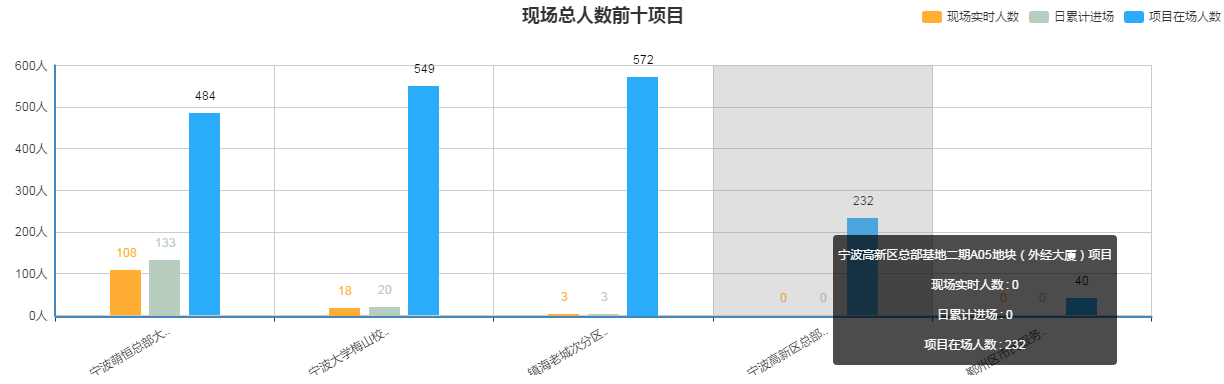 现场总人数前十项目
现场实时人数 日累计进场 项目在场人数
600人
500人
400人
300人
200人
100人
0人
108 133 484
18 20 549
3 3 572
0 0 232
0 0 40
宁波高新区总部基地二期A05地块（外经大厦）项目
现场实时人数 : 0
日累计进场 : 0
项目在场人数 : 232
宁波萌恒总部大..
宁波大学梅山校..
镇海老城次分区..
宁波高新区总部..
鄞州区市